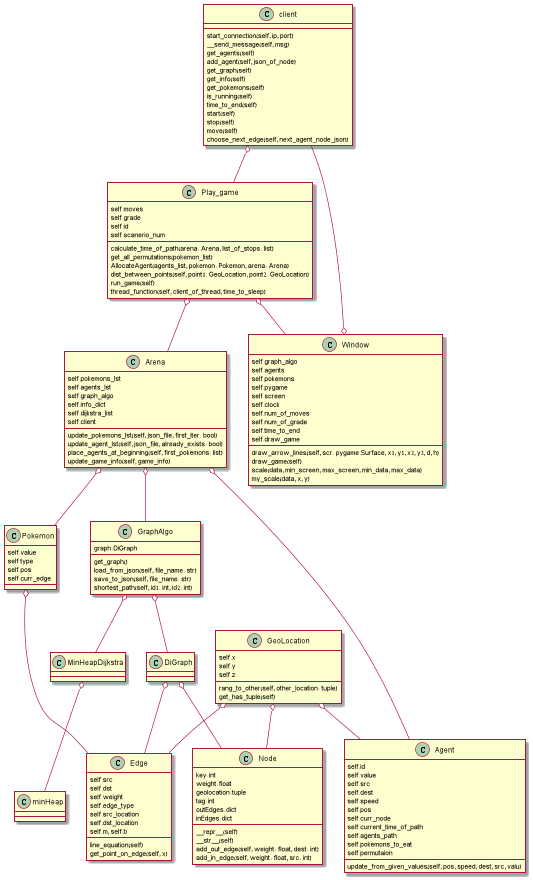 C client
start_connection(self, ip, port)
__send_message(self, msg)
get_agents(self)
add_agent(self, json_of_node)
get_graph(self)
get_info(self)
get_pokemons(self)
is_running(self)
time_to_end(self)
start(self)
stop(self)
move(self)
choose_next_edge(self, next_agent_node_json)
C Play_game
self.moves
self.grade
self.id
self.scanerio_num
calculate_time_of_path(arena: Arena, list_of_stops: list)
get_all_permutations(pokemon_list)
AllocateAgent(agents_list, pokemon: Pokemon, arena: Arena)
dist_between_points(self, point1: GeoLocation, point2: GeoLocation)
run_game(self)
thread_function(self, client_of_thread, time_to_sleep)
C Window
self.graph_algo
self.agents
self.pokemons
self.pygame
self.screen
self.clock
self.num_of_moves
self.num_of_grade
self.time_to_end
self.draw_game
draw_arrow_lines(self, scr: pygame.Surface, x1, y1, x2, y2, d, h)
draw_game(self)
scale(data, min_screen, max_screen, min_data, max_data)
my_scale(data, x, y)
C Arena
self.pokemons_lst
self.agents_lst
self.graph_algo
self.info_dict
self.dijkstra_list
self.client
update_pokemons_lst(self, json_file, first_iter: bool)
update_agent_lst(self, json_file, already_exists: bool)
place_agents_at_beginning(self, first_pokemons: list)
update_game_info(self, game_info)
C Pokemon
self.value
self.type
self.pos
self.curr_edge
C GraphAlgo
graph:DiGraph
get_graph()
load_from_json(self, file_name: str)
save_to_json(self, file_name: str)
shortest_path(self, id1: int, id2: int)
C MinHeapDijkstra
C DiGraph
C GeoLocation
self.x
self.y
self.z
rang_to_other(self, other_location:tuple)
get_has_tuple(self)
C minHeap
C Edge
self.src
self.dst
self.weight
self.edge_type
self.src_location
self.dst_location
self.m, self.b
line_equation(self)
get_point_on_edge(self, x)
C Node
key:int
weight:float
geolocation:tuple
tag:int
outEdges: dict
inEdges: dict
__repr__(self)
__str__(self)
add_out_edge(self, weight: float, dest: int)
add_in_edge(self, weight: float, src: int)
C Agent
self.id
self.value
self.src
self.dest
self.speed
self.pos
self.curr_node
self.current_time_of_path
self.agents_path
self.pokemons_to_eat
self.permutaion
update_from_given_values(self, pos, speed, dest, src, valu)